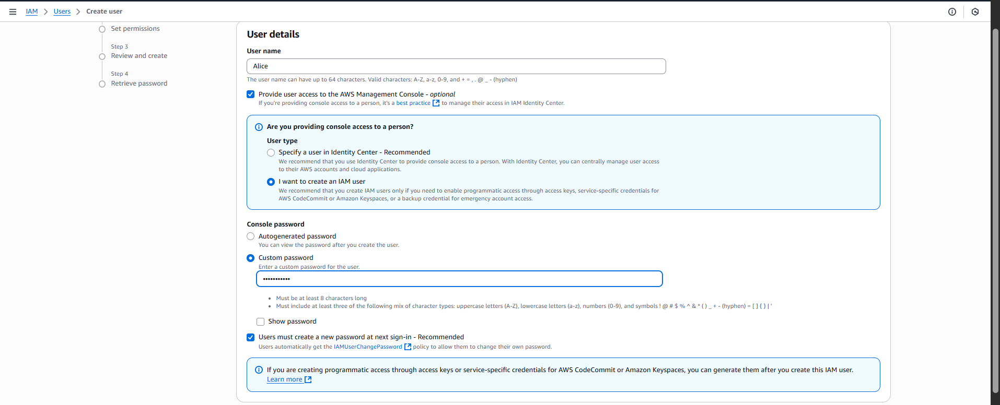 IAM > Users > Create user
Set permissions
Step 3
Review and create
Step 4
Retrieve password
User details
User name
Alice
The user name can have up to 64 characters. Valid characters: A-Z, a-z, 0-9, and + = , . @ _ - (hyphen)
Provide user access to the AWS Management Console - optional
If you're providing console access to a person, it's a best practice to manage their access in IAM Identity Center.
Are you providing console access to a person?
User type
Specify a user in Identity Center - Recommended
We recommend that you use Identity Center to provide console access to a person. With Identity Center, you can centrally manage user access
to their AWS accounts and cloud applications.
I want to create an IAM user
We recommend that you create IAM users only if you need to enable programmatic access through access keys, service-specific credentials for
AWS CodeCommit or Amazon Keyspaces, or a backup credential for emergency account access.
Console password
Autogenerated password
You can view the password after you create the user.
Custom password
Enter a custom password for the user.
•••••••••••
• Must be at least 8 characters long
• Must include at least three of the following mix of character types: uppercase letters (A-Z), lowercase letters (a-z), numbers (0-9), and symbols ! @ # $ % ^ & * ( ) _ + - (hyphen) = [ ] { } | '
Show password
Users must create a new password at next sign-in - Recommended
Users automatically get the IAMUserChangePassword policy to allow them to change their own password.
If you are creating programmatic access through access keys or service-specific credentials for AWS CodeCommit or Amazon Keyspaces, you can generate them after you create this IAM user.
Learn more